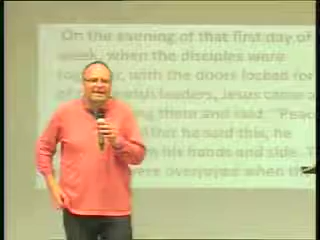 On the evening of that first day of
week, when the disciples were
together, with the doors locked for
of leaders, Jesus came a
them and said, "Peac
that he said this, he
his hands and side. T
were overjoyed when th